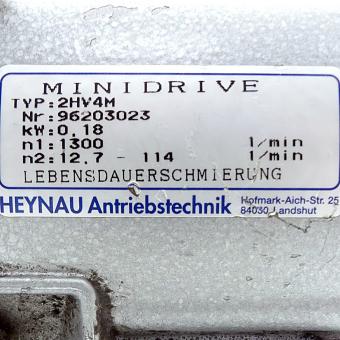 MINIDRIVE
TYP:2HV4M
Nr:96203023
kW:0,18
n1:1300 1/min
n2:12,7 - 114 1/min
LEBENSDAUERSCHMIERUNG
HEYNAU Antriebstechnik Hofmark-Aich-Str. 25
84030 Landshut